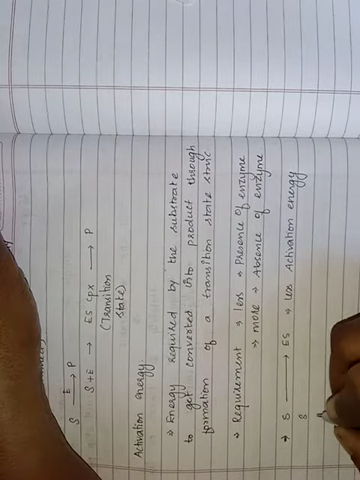 S E → P
S + E → ES cpx → P
(Transition
state)
Activation energy
→ Energy required by the substrate
to get converted into product through
formation of a transition state stric
→ Requirement → less → Presence of enzyme
→ more → Absence of enzyme
→ S → ES → less Activation energy
S